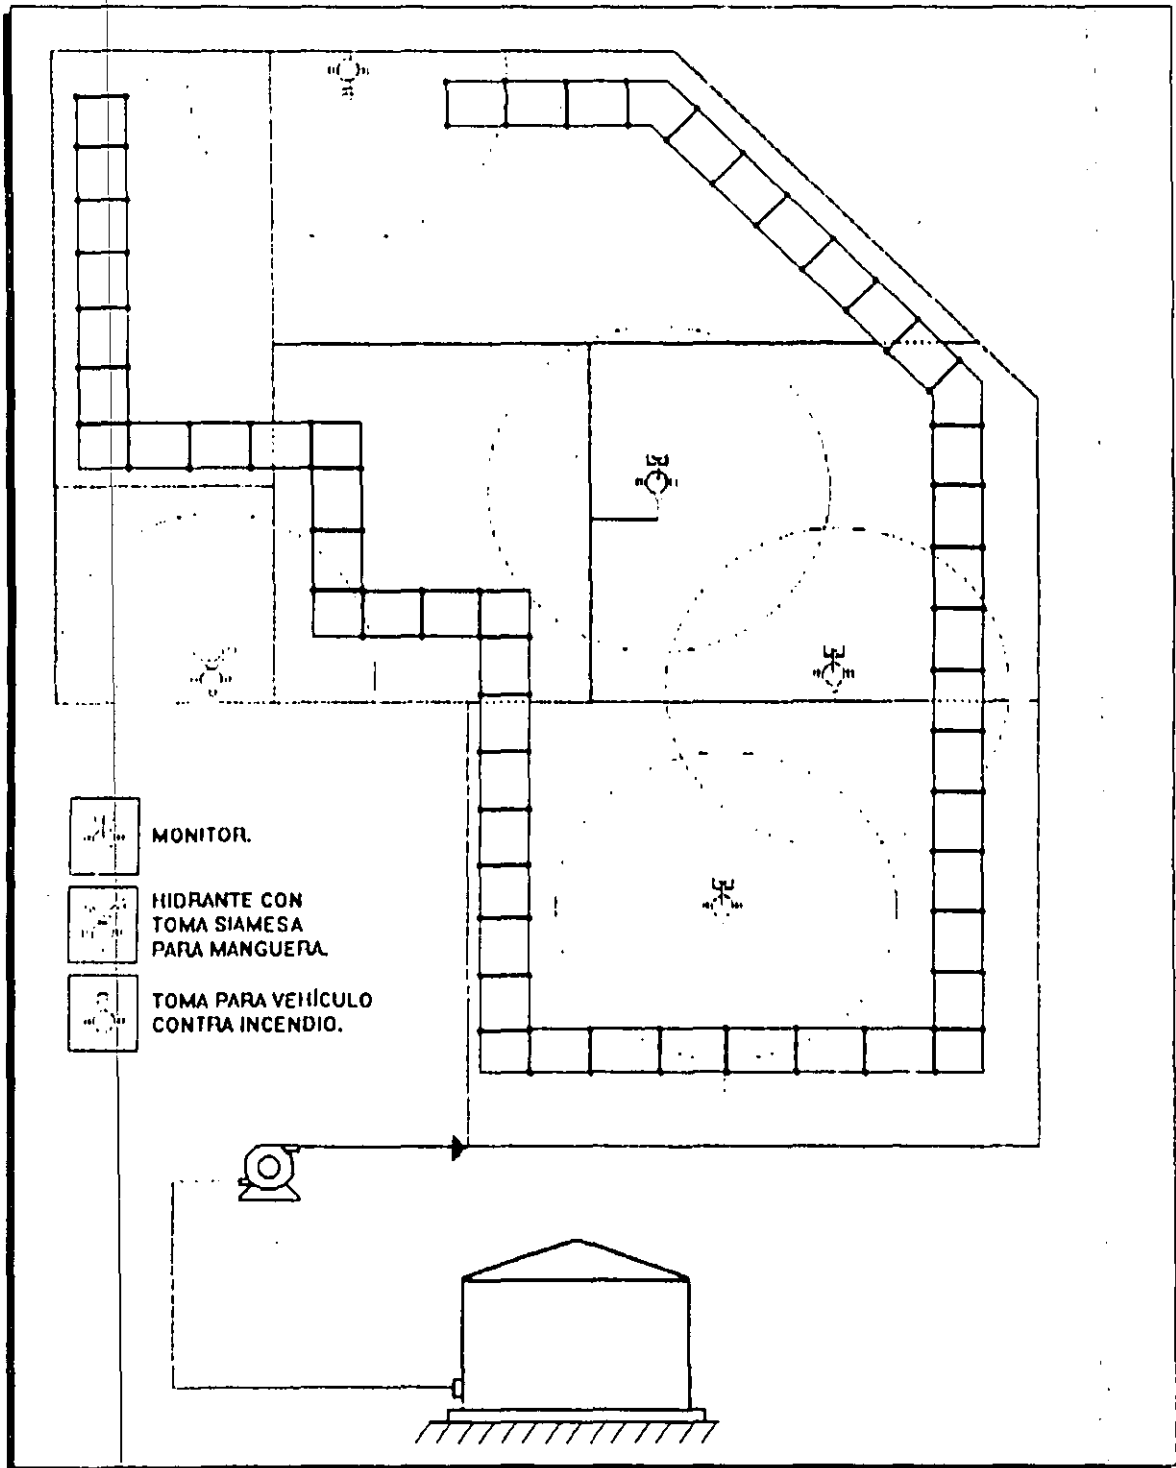 MONITOR.
HIDRANTE CON
TOMA SIAMESA
PARA MANGUERA.
TOMA PARA VEHÍCULO
CONTRA INCENDIO.